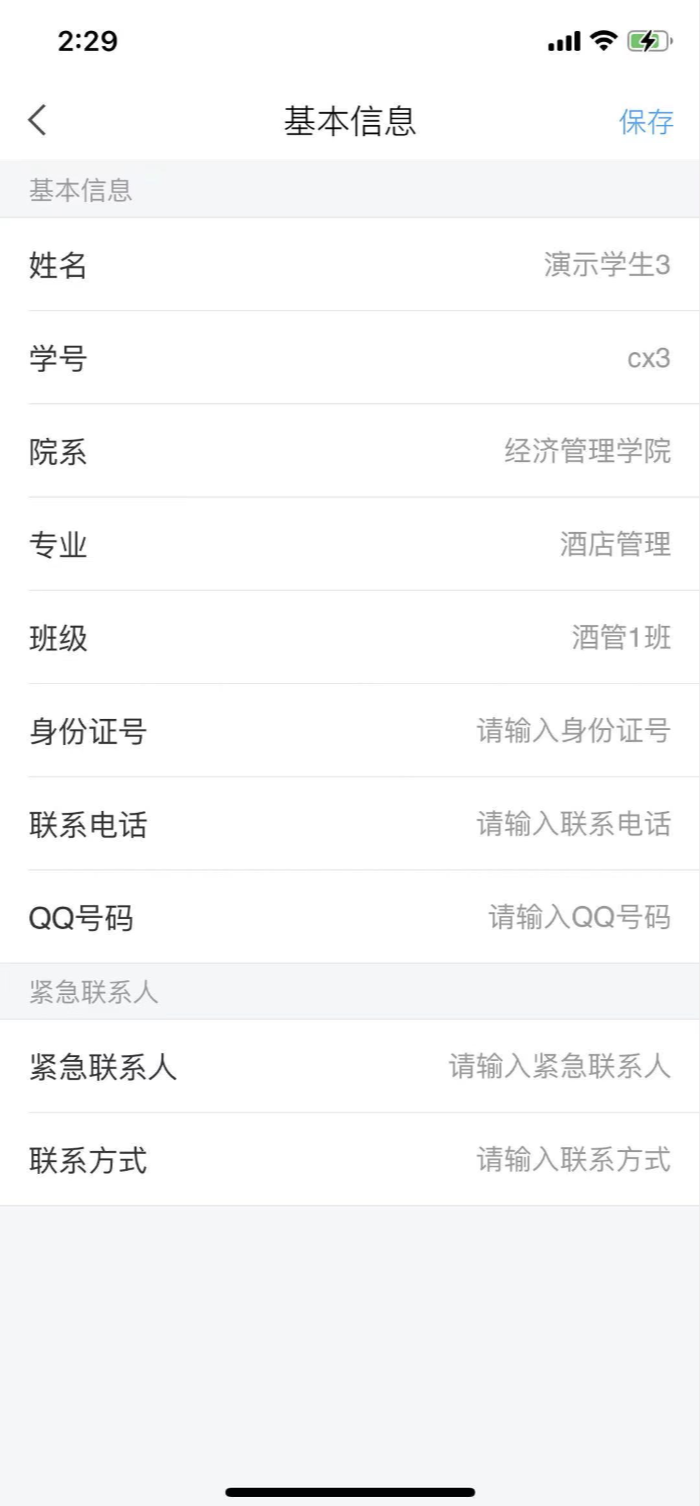 2:29
基本信息 保存
基本信息
姓名 演示学生3
学号 cx3
院系 经济管理学院
专业 酒店管理
班级 酒管1班
身份证号 请输入身份证号
联系电话 请输入联系电话
QQ号码 请输入QQ号码
紧急联系人
紧急联系人 请输入紧急联系人
联系方式 请输入联系方式